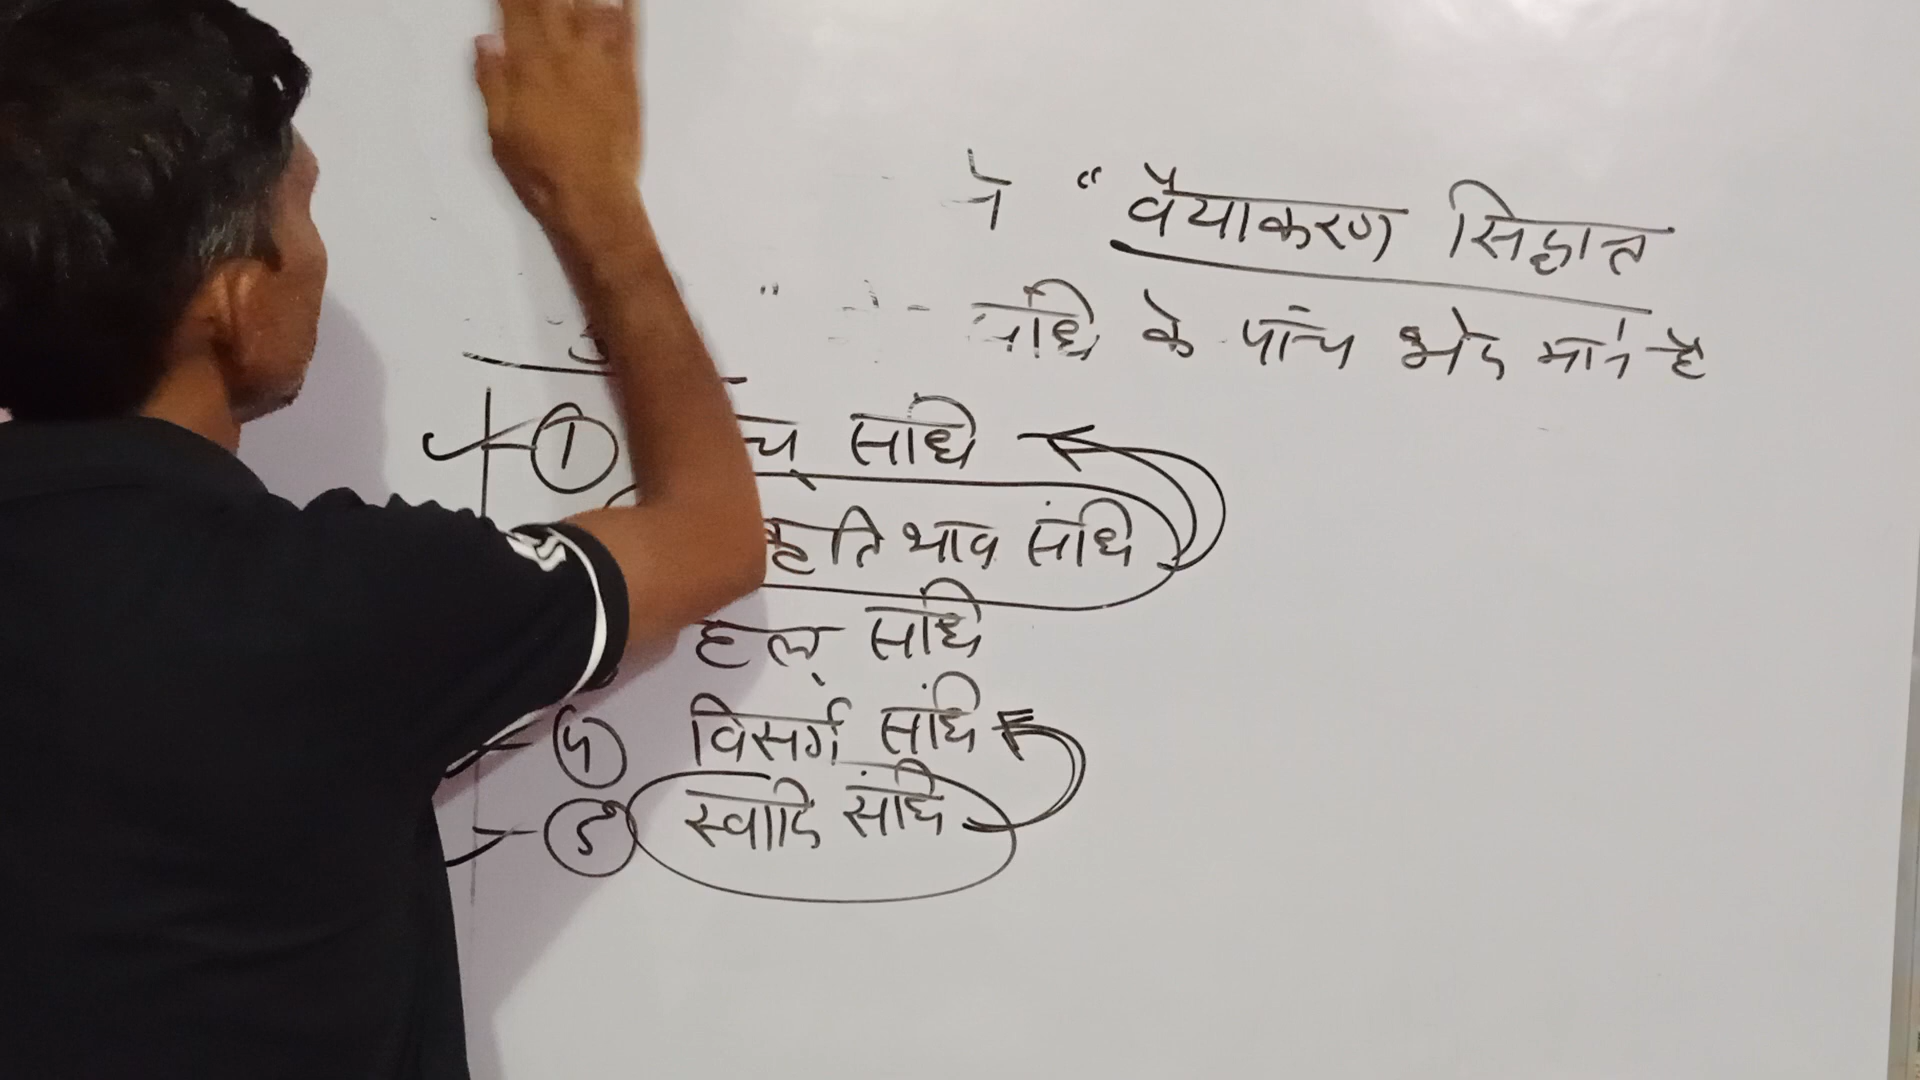 ने “ वैयाकरण सिद्धान्त
” संधि के पांच भेद माने है
① च् संधि
कृति भाव संधि
हल् संधि
④ विसर्ग संधि
⑤ स्वादि संधि